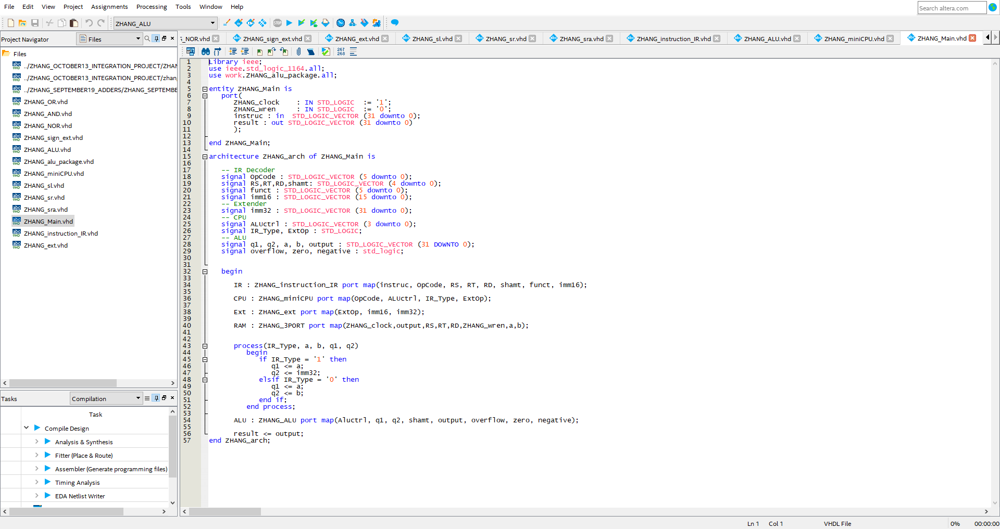 File Edit View Project Assignments Processing Tools Window Help
Search altera.com
ZHANG_ALU
STOP
Project Navigator
Files
_NOR.vhd
ZHANG_sign_ext.vhd
ZHANG_ext.vhd
ZHANG_sl.vhd
ZHANG_sr.vhd
ZHANG_sra.vhd
ZHANG_instruction_IR.vhd
ZHANG_ALU.vhd
ZHANG_miniCPU.vhd
ZHANG_Main.vhd
267
268
Files
../ZHANG_OCTOBER13_INTEGRATION_PROJECT/ZHAN
../ZHANG_OCTOBER13_INTEGRATION_PROJECT/zhang
../ZHANG_SEPTEMBER19_ADDERS/ZHANG_SEPTEMBE
ZHANG_OR.vhd
ZHANG_AND.vhd
ZHANG_NOR.vhd
ZHANG_sign_ext.vhd
ZHANG_ALU.vhd
ZHANG_alu_package.vhd
ZHANG_miniCPU.vhd
ZHANG_sl.vhd
ZHANG_sr.vhd
ZHANG_sra.vhd
ZHANG_Main.vhd
ZHANG_instruction_IR.vhd
ZHANG_ext.vhd
Tasks
Compilation
Task
Compile Design
Analysis & Synthesis
Fitter (Place & Route)
Assembler (Generate programming files)
Timing Analysis
EDA Netlist Writer
1 Library ieee;
2 use ieee.std_logic_1164.all;
3 use work.ZHANG_alu_package.all;
4
5 entity ZHANG_Main is
6 port(
7 ZHANG_clock : IN STD_LOGIC := '1';
8 ZHANG_wren : IN STD_LOGIC := '0';
9 instruc : in STD_LOGIC_VECTOR (31 downto 0);
10 result : out STD_LOGIC_VECTOR (31 downto 0)
11 );
12
13 end ZHANG_Main;
14
15 architecture ZHANG_arch of ZHANG_Main is
16
17 -- IR Decoder
18 signal OpCode : STD_LOGIC_VECTOR (5 downto 0);
19 signal RS,RT,RD,shamt: STD_LOGIC_VECTOR (4 downto 0);
20 signal funct : STD_LOGIC_VECTOR (5 downto 0);
21 signal imm16 : STD_LOGIC_VECTOR (15 downto 0);
22 -- Extender
23 signal imm32 : STD_LOGIC_VECTOR (31 downto 0);
24 -- CPU
25 signal ALUctrl : STD_LOGIC_VECTOR (3 downto 0);
26 signal IR_Type, ExtOp : STD_LOGIC;
27 -- ALU
28 signal q1, q2, a, b, output : STD_LOGIC_VECTOR (31 DOWNTO 0);
29 signal overflow, zero, negative : std_logic;
30
31
32 begin
33
34 IR : ZHANG_instruction_IR port map(instruc, OpCode, RS, RT, RD, shamt, funct, imm16);
35
36 CPU : ZHANG_miniCPU port map(OpCode, ALUctrl, IR_Type, ExtOp);
37
38 Ext : ZHANG_ext port map(ExtOp, imm16, imm32);
39
40 RAM : ZHANG_3PORT port map(ZHANG_clock,output,RS,RT,RD,ZHANG_wren,a,b);
41
42
43 process(IR_Type, a, b, q1, q2)
44 begin
45 if IR_Type = '1' then
46 q1 <= a;
47 q2 <= imm32;
48 elsif IR_Type = '0' then
49 q1 <= a;
50 q2 <= b;
51 end if;
52 end process;
53
54 ALU : ZHANG_ALU port map(Aluctrl, q1, q2, shamt, output, overflow, zero, negative);
55
56 result <= output;
57 end ZHANG_arch;
Ln 1 Col 1 VHDL File 0% 00:00:00